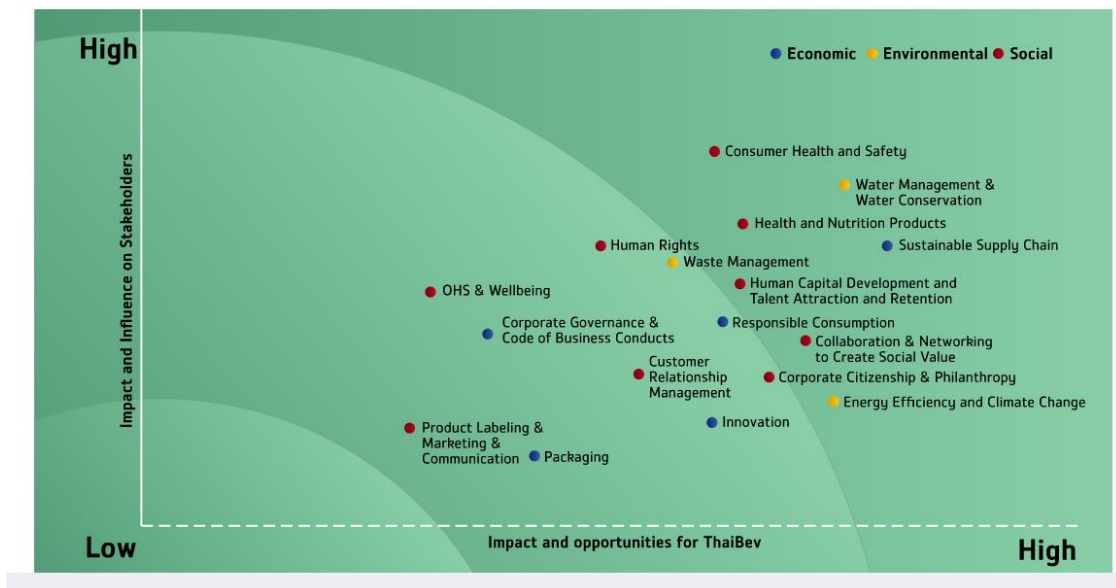 High
Economic
Environmental
Social
Impact and Influence on Stakeholders
Consumer Health and Safety
Water Management &
Water Conservation
Health and Nutrition Products
Human Rights
Sustainable Supply Chain
Waste Management
OHS & Wellbeing
Human Capital Development and
Talent Attraction and Retention
Corporate Governance &
Code of Business Conducts
Responsible Consumption
Collaboration & Networking
to Create Social Value
Customer
Relationship
Management
Corporate Citizenship & Philanthropy
Energy Efficiency and Climate Change
Innovation
Product Labeling &
Marketing &
Communication
Packaging
Low
Impact and opportunities for ThaiBev
High